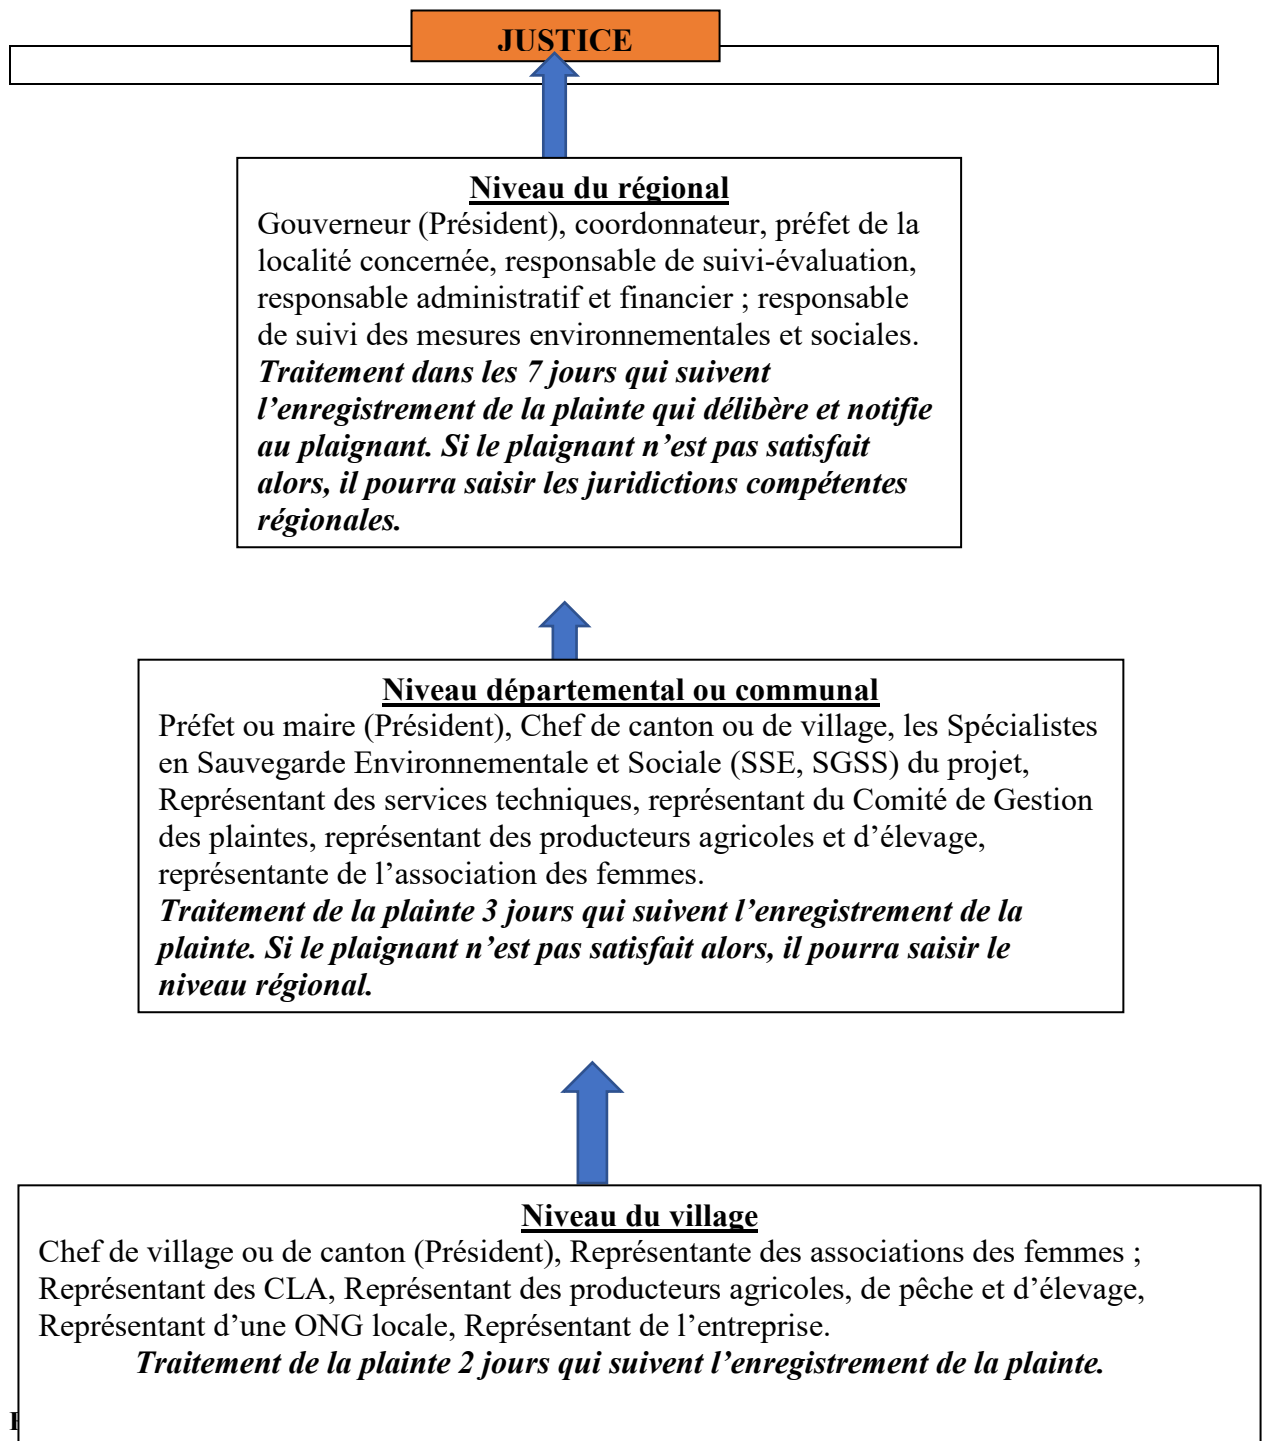 JUSTICE
Niveau du régional
Gouverneur (Président), coordonnateur, préfet de la
localité concernée, responsable de suivi-évaluation,
responsable administratif et financier ; responsable
de suivi des mesures environnementales et sociales.
Traitement dans les 7 jours qui suivent
l’enregistrement de la plainte qui délibère et notifie
au plaignant. Si le plaignant n’est pas satisfait
alors, il pourra saisir les juridictions compétentes
régionales.
Niveau départemental ou communal
Préfet ou maire (Président), Chef de canton ou de village, les Spécialistes
en Sauvegarde Environnementale et Sociale (SSE, SGSS) du projet,
Représentant des services techniques, représentant du Comité de Gestion
des plaintes, représentant des producteurs agricoles et d’élevage,
représentante de l’association des femmes.
Traitement de la plainte 3 jours qui suivent l’enregistrement de la
plainte. Si le plaignant n’est pas satisfait alors, il pourra saisir le
niveau régional.
Niveau du village
Chef de village ou de canton (Président), Représentante des associations des femmes ;
Représentant des CLA, Représentant des producteurs agricoles, de pêche et d’élevage,
Représentant d’une ONG locale, Représentant de l’entreprise.
Traitement de la plainte 2 jours qui suivent l’enregistrement de la plainte.